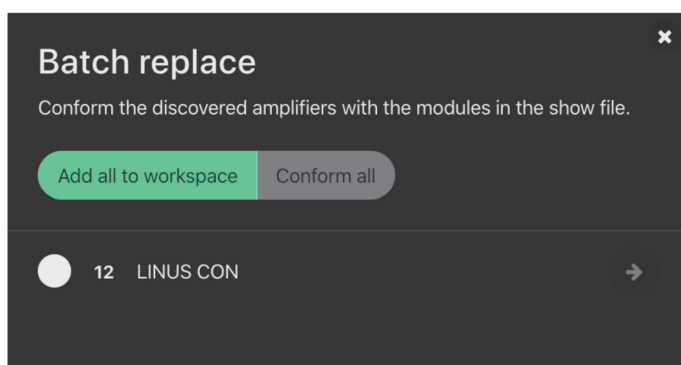 Batch replace
Conform the discovered amplifiers with the modules in the show file.
Add all to workspace Conform all
12 LINUS CON